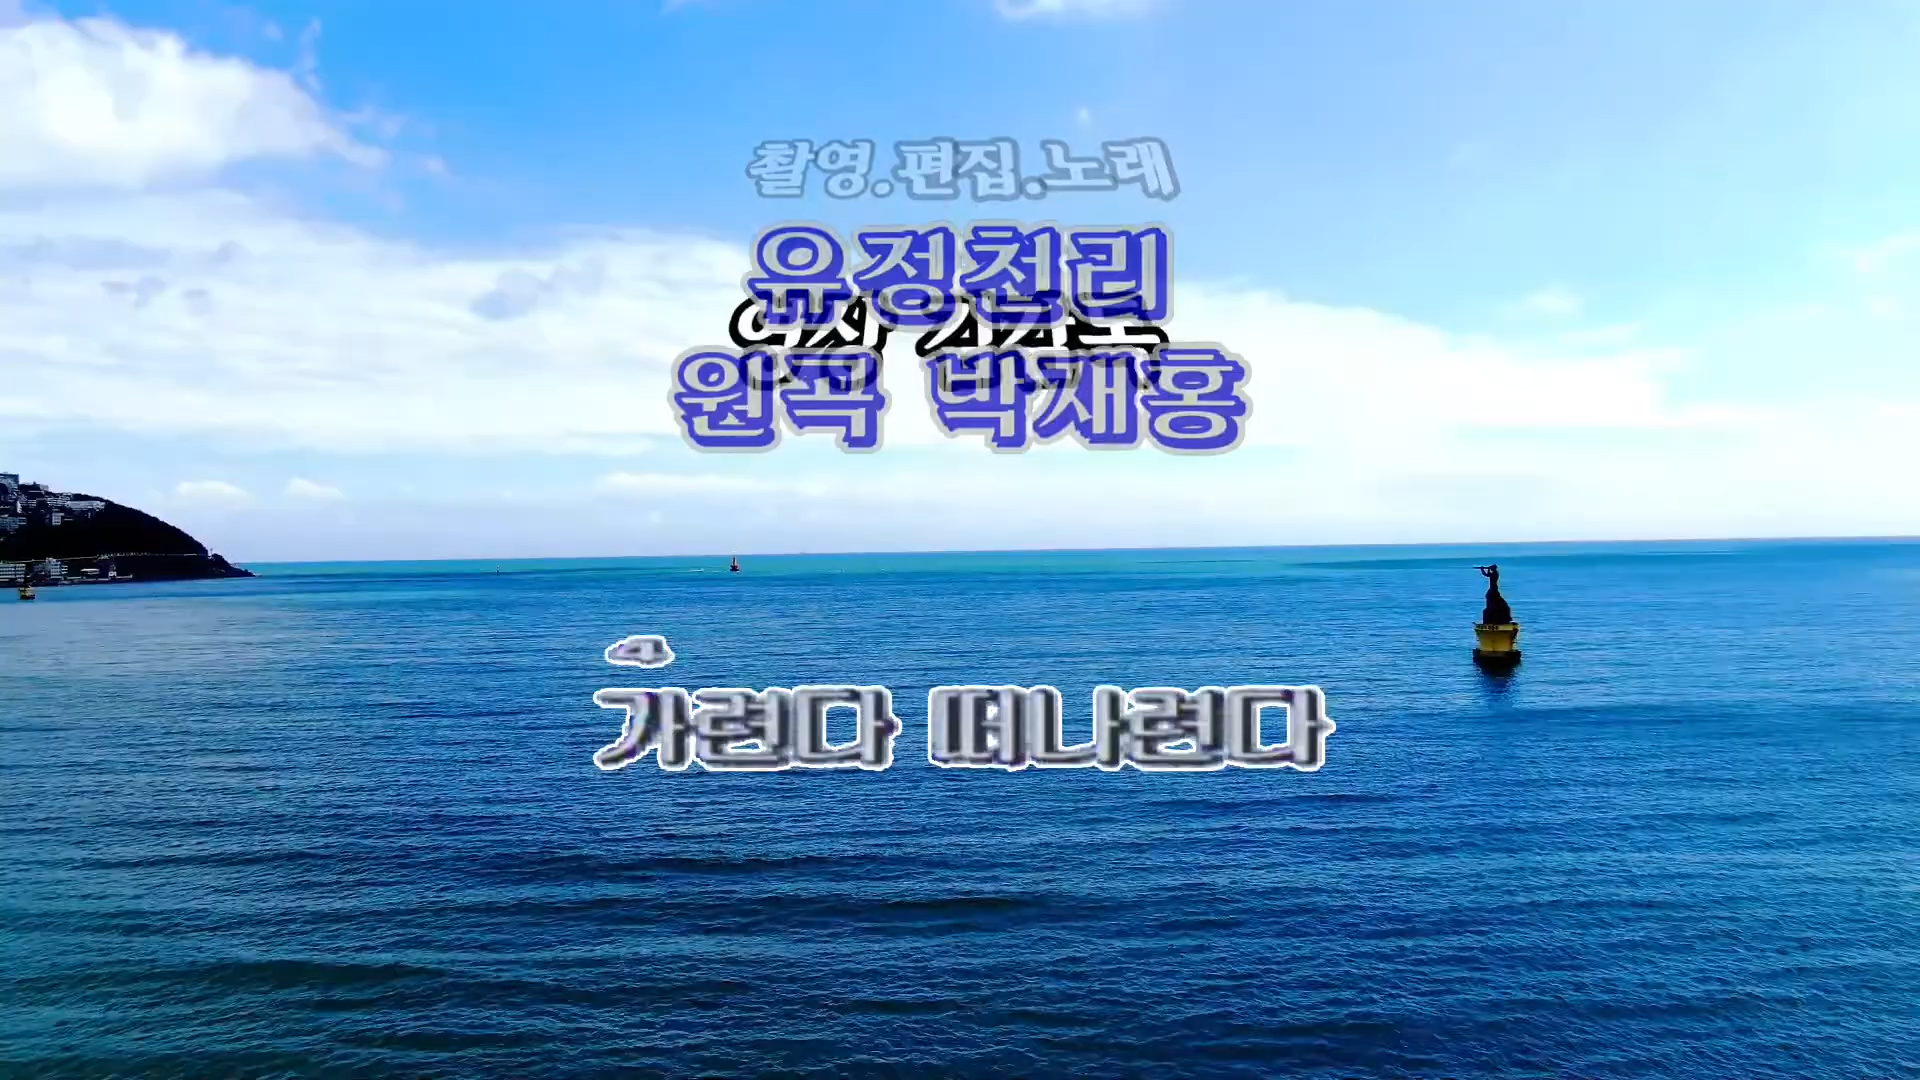 촬영.편집.노래
유정천리
원곡 박재홍
4
가련다 떠나련다